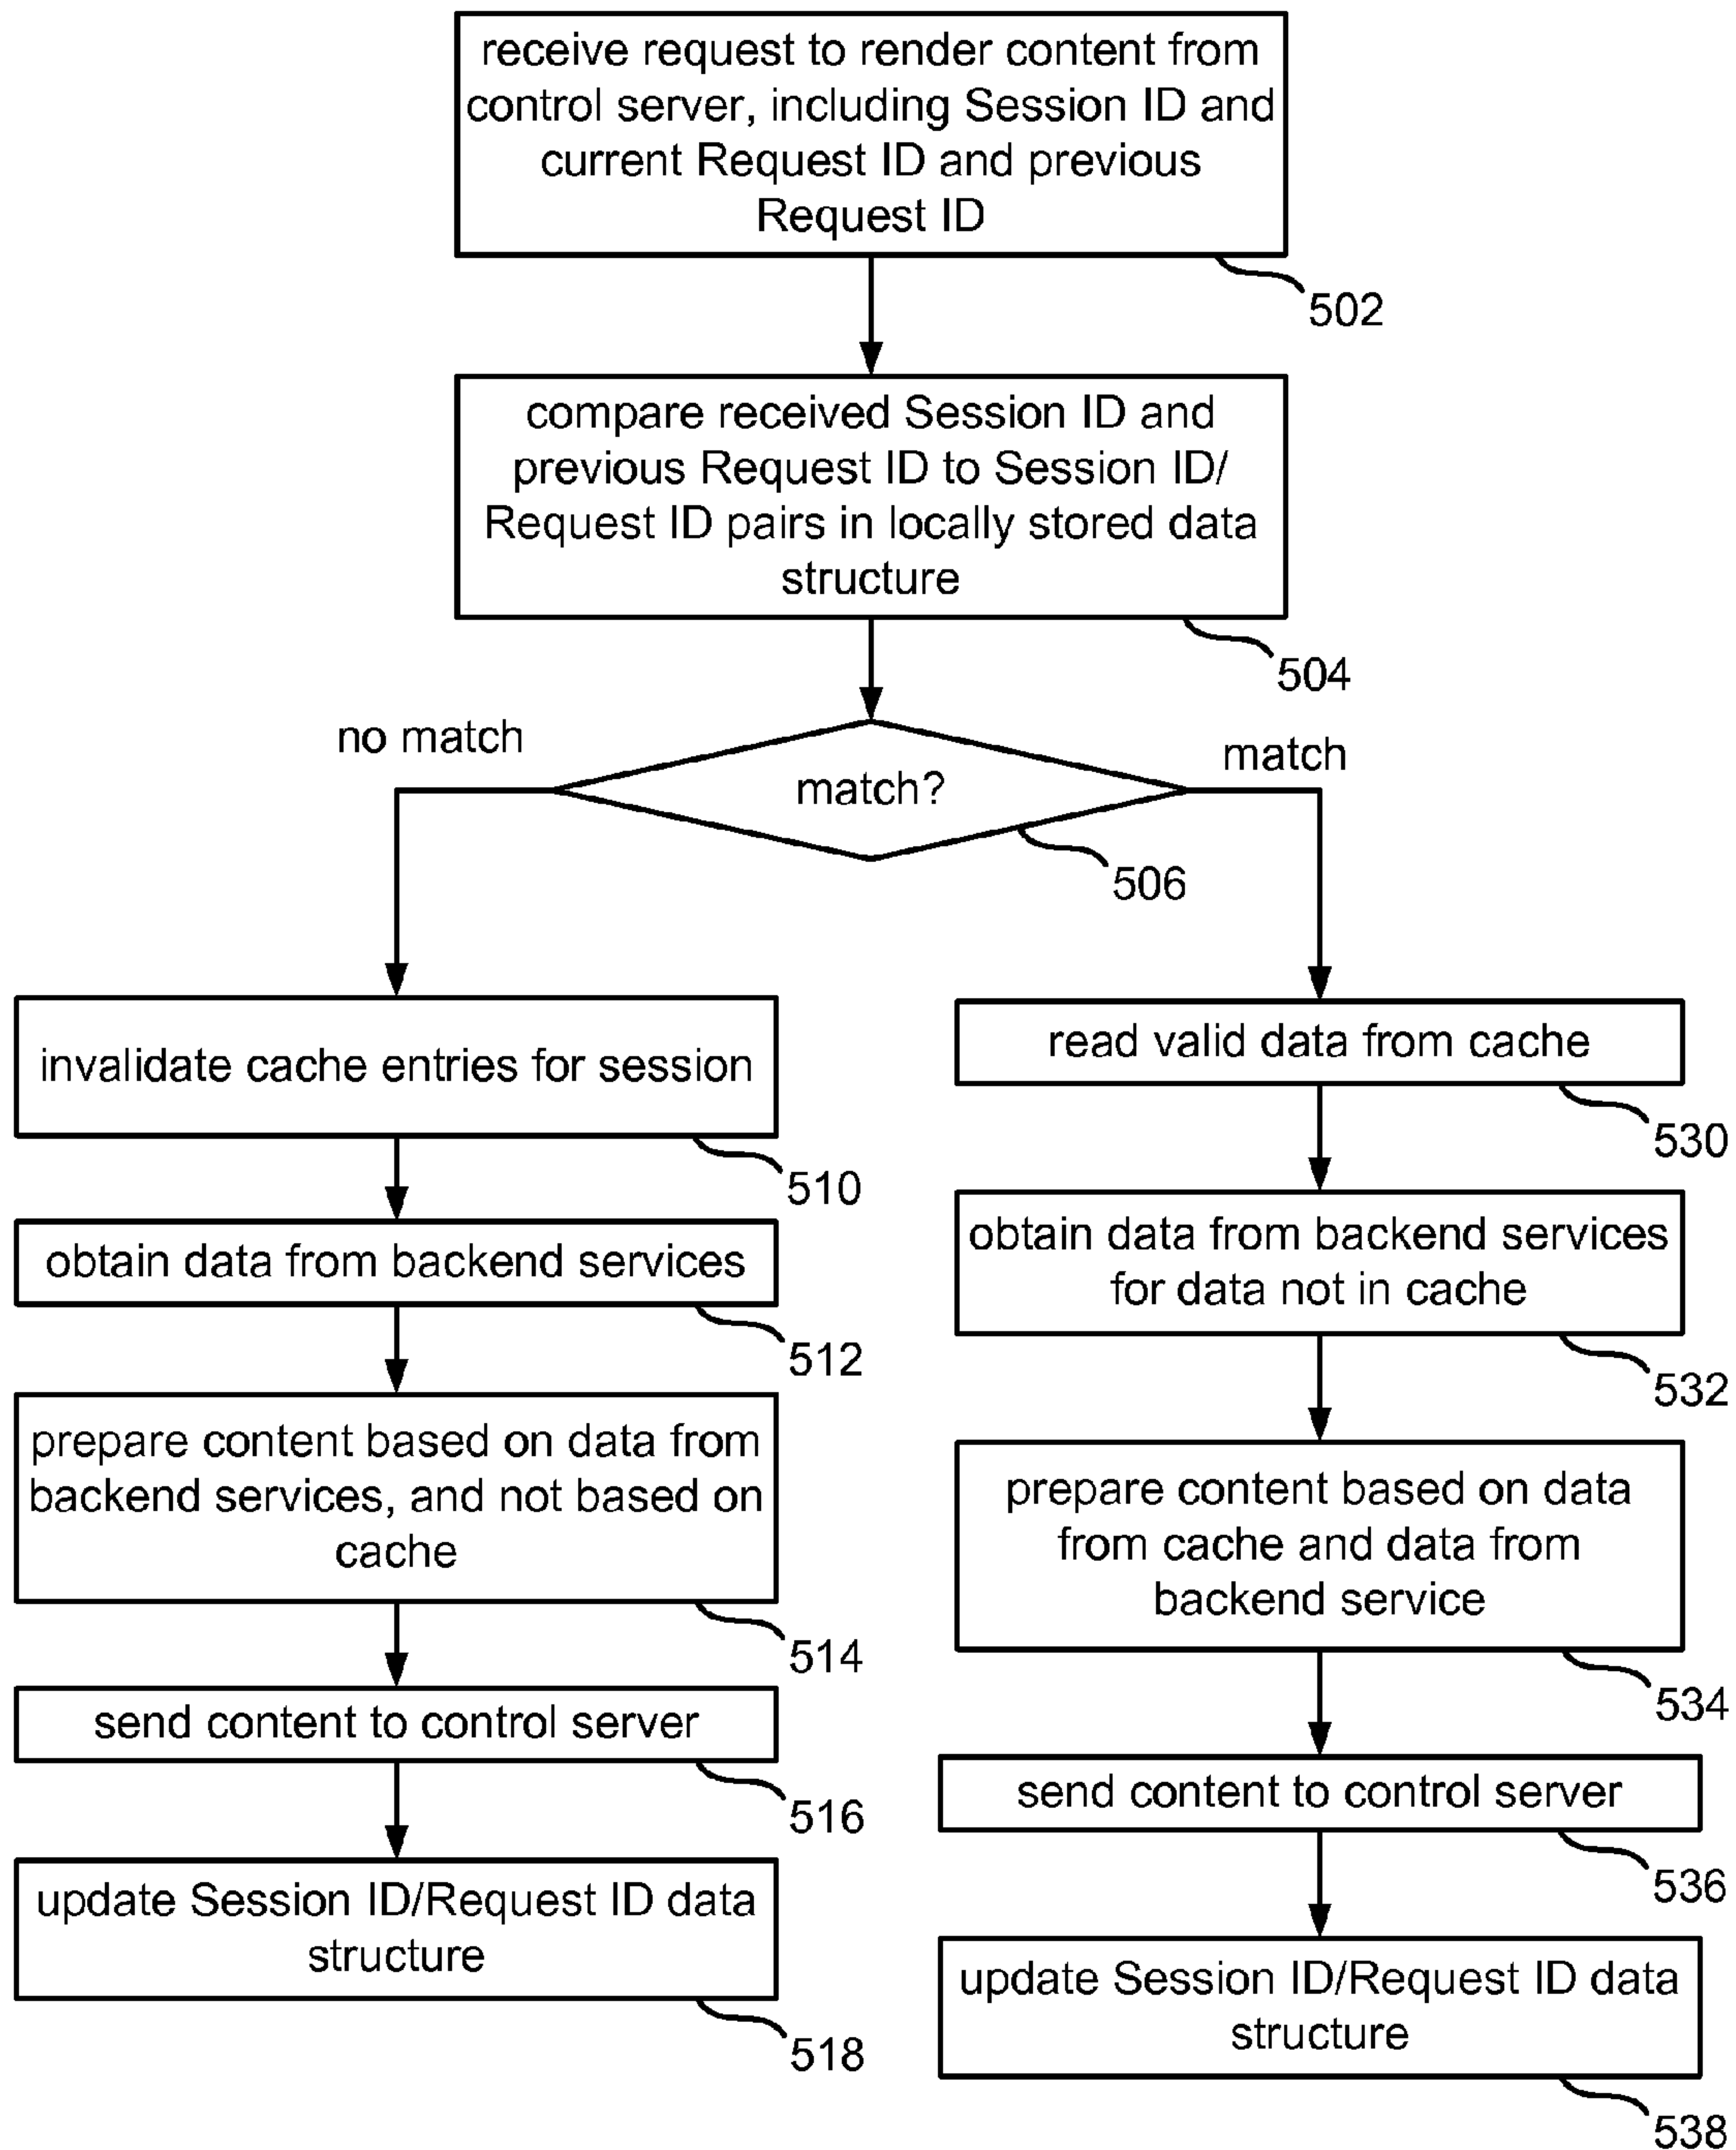 receive request to render content from
control server, including Session ID and
current Request ID and previous
Request ID
502
compare received Session ID and
previous Request ID to Session ID/
Request ID pairs in locally stored data
structure
504
no match
match?
match
506
invalidate cache entries for session
510
obtain data from backend services
512
prepare content based on data from
backend services, and not based on
cache
514
send content to control server
516
update Session ID/Request ID data
structure
518
read valid data from cache
530
obtain data from backend services
for data not in cache
532
prepare content based on data
from cache and data from
backend service
534
send content to control server
536
update Session ID/Request ID data
structure
538